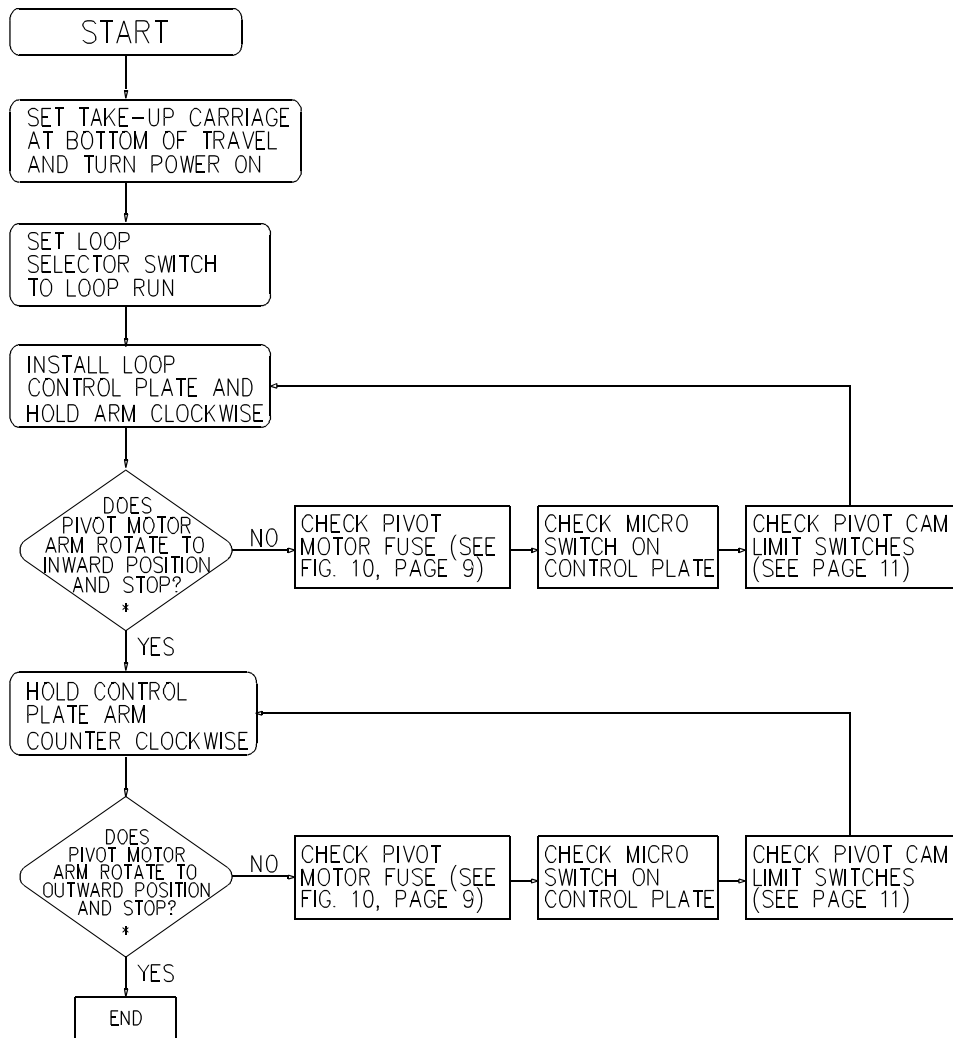 START
SET TAKE-UP CARRIAGE
AT BOTTOM OF TRAVEL
AND TURN POWER ON
SET LOOP
SELECTOR SWITCH
TO LOOP RUN
INSTALL LOOP
CONTROL PLATE AND
HOLD ARM CLOCKWISE
DOES
PIVOT MOTOR
ARM ROTATE TO
INWARD POSITION
AND STOP?
*
NO
CHECK PIVOT
MOTOR FUSE (SEE
FIG. 10, PAGE 9)
CHECK MICRO
SWITCH ON
CONTROL PLATE
CHECK PIVOT CAM
LIMIT SWITCHES
(SEE PAGE 11)
YES
HOLD CONTROL
PLATE ARM
COUNTER CLOCKWISE
DOES
PIVOT MOTOR
ARM ROTATE TO
OUTWARD POSITION
AND STOP?
*
NO
CHECK PIVOT
MOTOR FUSE (SEE
FIG. 10, PAGE 9)
CHECK MICRO
SWITCH ON
CONTROL PLATE
CHECK PIVOT CAM
LIMIT SWITCHES
(SEE PAGE 11)
YES
END